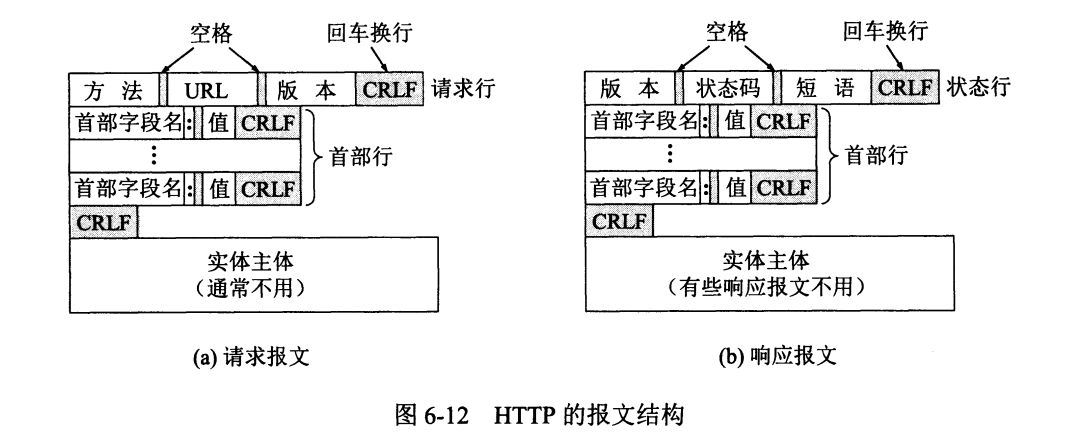 空格 回车换行
方 法 URL 版 本 CRLF 请求行
首部字段名: 值 CRLF
⋮ 首部行
首部字段名: 值 CRLF
CRLF
实体主体
（通常不用）
(a) 请求报文
空格 回车换行
版 本 状态码 短 语 CRLF 状态行
首部字段名: 值 CRLF
⋮ 首部行
首部字段名: 值 CRLF
CRLF
实体主体
（有些响应报文不用）
(b) 响应报文
图 6-12 HTTP 的报文结构